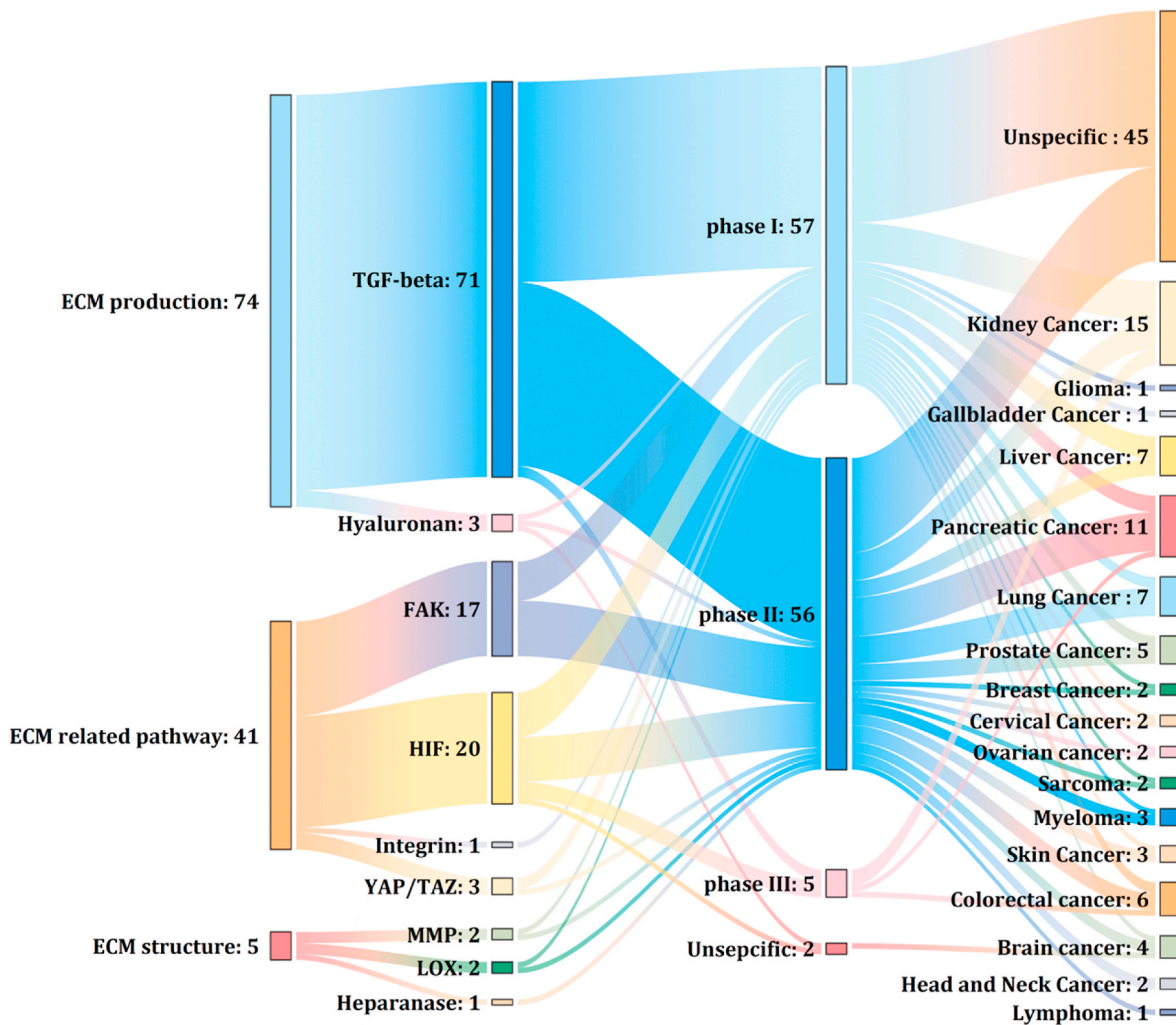 ECM production: 74
ECM related pathway: 41
ECM structure: 5
TGF-beta: 71
Hyaluronan: 3
FAK: 17
HIF: 20
Integrin: 1
YAP/TAZ: 3
MMP: 2
LOX: 2
Heparanase: 1
phase I: 57
phase II: 56
phase III: 5
Unsepcific: 2
Unspecific : 45
Kidney Cancer: 15
Glioma: 1
Gallbladder Cancer : 1
Liver Cancer: 7
Pancreatic Cancer: 11
Lung Cancer : 7
Prostate Cancer: 5
Breast Cancer: 2
Cervical Cancer: 2
Ovarian cancer: 2
Sarcoma: 2
Myeloma: 3
Skin Cancer: 3
Colorectal cancer: 6
Brain cancer: 4
Head and Neck Cancer: 2
Lymphoma: 1